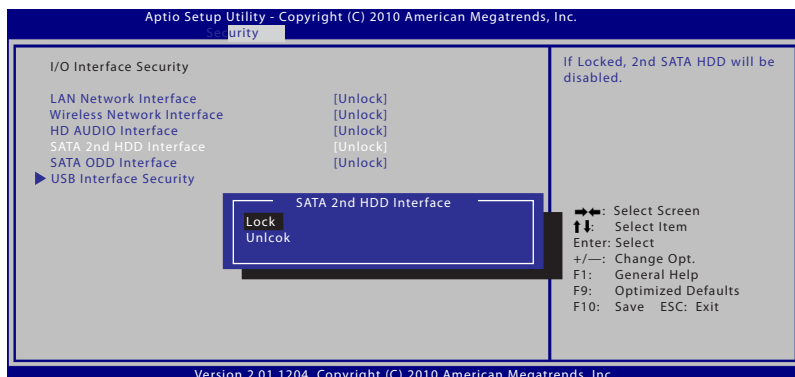 Aptio Setup Utility - Copyright (C) 2010 American Megatrends, Inc.
Security
I/O Interface Security
LAN Network Interface [Unlock]
Wireless Network Interface [Unlock]
HD AUDIO Interface [Unlock]
SATA 2nd HDD Interface [Unlock]
SATA ODD Interface [Unlock]
USB Interface Security
SATA 2nd HDD Interface
Lock
Unlcok
If Locked, 2nd SATA HDD will be
disabled.
→←: Select Screen
↑↓: Select Item
Enter: Select
+/—: Change Opt.
F1: General Help
F9: Optimized Defaults
F10: Save ESC: Exit
Version 2.01.1204. Copyright (C) 2010 American Megatrends, Inc.